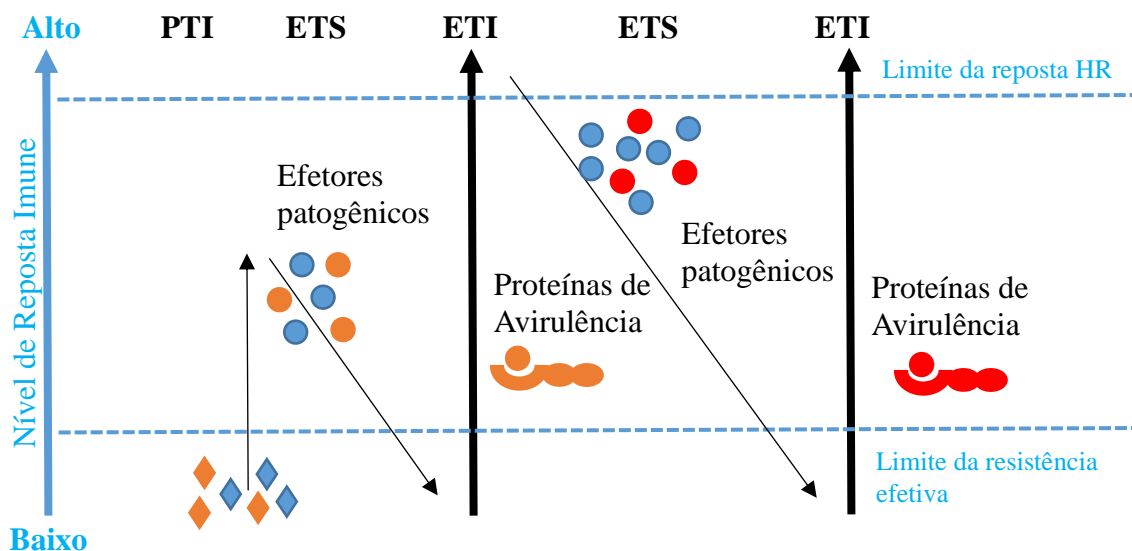 Alto
PTI
ETS
ETI
ETS
ETI
Limite da reposta HR
Nível de Reposta Imune
Efetores
patogênicos
Efetores
patogênicos
Proteínas de
Avirulência
Proteínas de
Avirulência
Limite da resistência
efetiva
Baixo